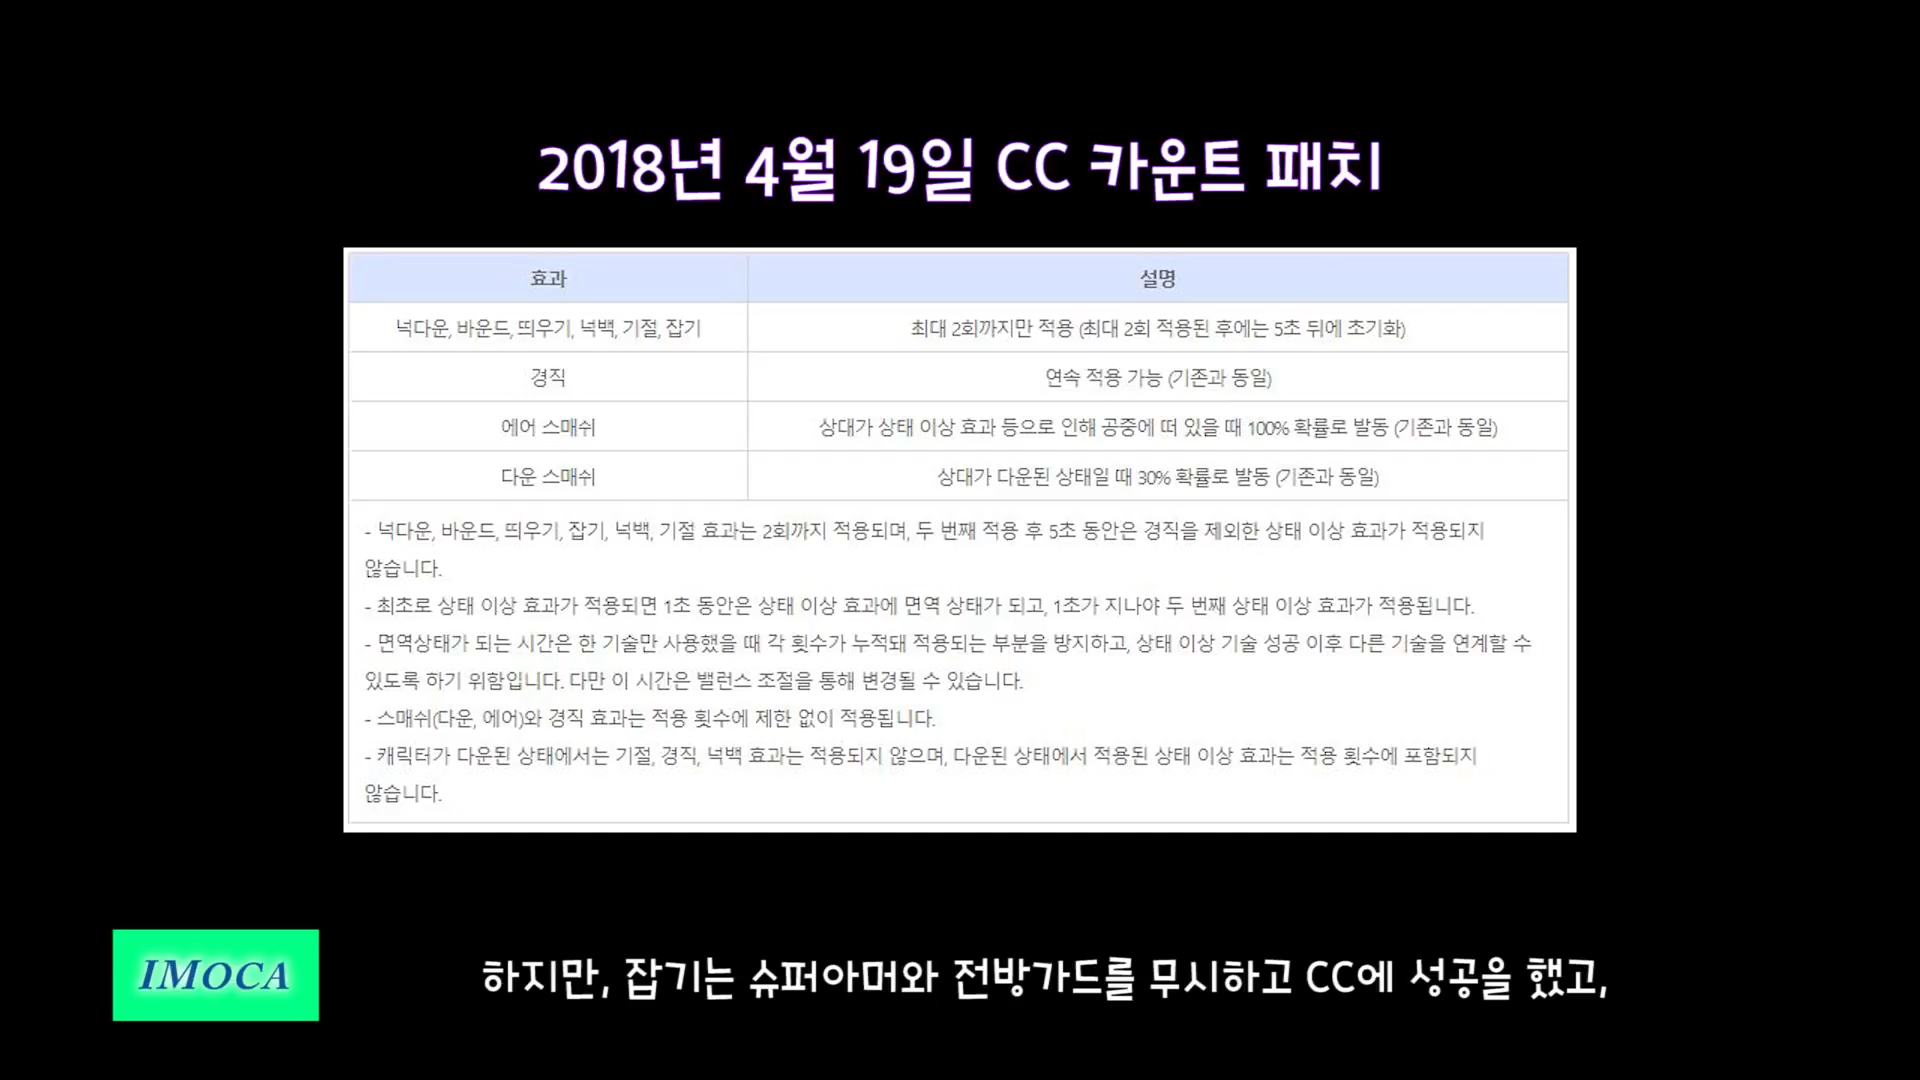 2018년 4월 19일 CC 카운트 패치
효과 설명
넉다운, 바운드, 띄우기, 넉백, 기절, 잡기 최대 2회까지만 적용 (최대 2회 적용된 후에는 5초 뒤에 초기화)
경직 연속 적용 가능 (기존과 동일)
에어 스매쉬 상대가 상태 이상 효과 등으로 인해 공중에 떠 있을 때 100% 확률로 발동 (기존과 동일)
다운 스매쉬 상대가 다운된 상태일 때 30% 확률로 발동 (기존과 동일)
- 넉다운, 바운드, 띄우기, 잡기, 넉백, 기절 효과는 2회까지 적용되며, 두 번째 적용 후 5초 동안은 경직을 제외한 상태 이상 효과가 적용되지
않습니다.
- 최초로 상태 이상 효과가 적용되면 1초 동안은 상태 이상 효과에 면역 상태가 되고, 1초가 지나야 두 번째 상태 이상 효과가 적용됩니다.
- 면역상태가 되는 시간은 한 기술만 사용했을 때 각 횟수가 누적돼 적용되는 부분을 방지하고, 상태 이상 기술 성공 이후 다른 기술을 연계할 수
있도록 하기 위함입니다. 다만 이 시간은 밸런스 조절을 통해 변경될 수 있습니다.
- 스매쉬(다운, 에어)와 경직 효과는 적용 횟수에 제한 없이 적용됩니다.
- 캐릭터가 다운된 상태에서는 기절, 경직, 넉백 효과는 적용되지 않으며, 다운된 상태에서 적용된 상태 이상 효과는 적용 횟수에 포함되지
않습니다.
IMOCA
하지만, 잡기는 슈퍼아머와 전방가드를 무시하고 CC에 성공을 했고,